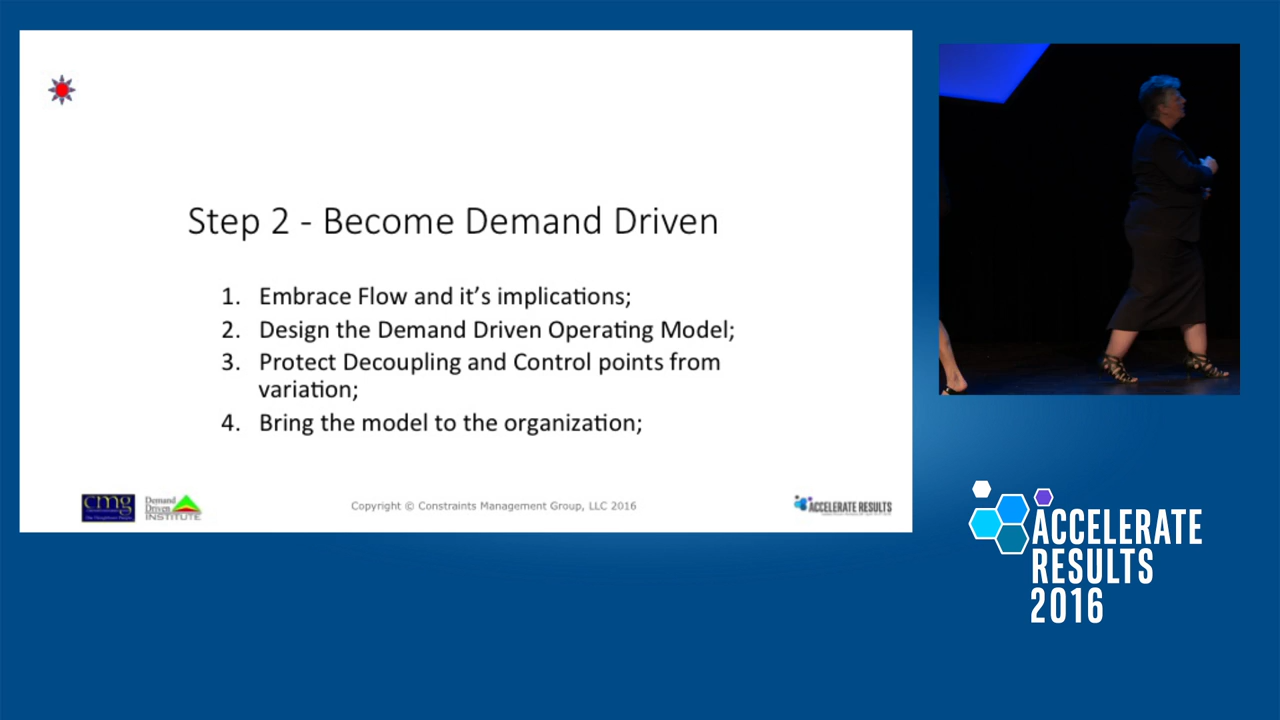 Step 2 - Become Demand Driven
1. Embrace Flow and it's implications;
2. Design the Demand Driven Operating Model;
3. Protect Decoupling and Control points from
variation;
4. Bring the model to the organization;
cmg
Demand
Driven
INSTITUTE
Copyright © Constraints Management Group, LLC 2016
ACCELERATE RESULTS
ACCELERATE
RESULTS
2016